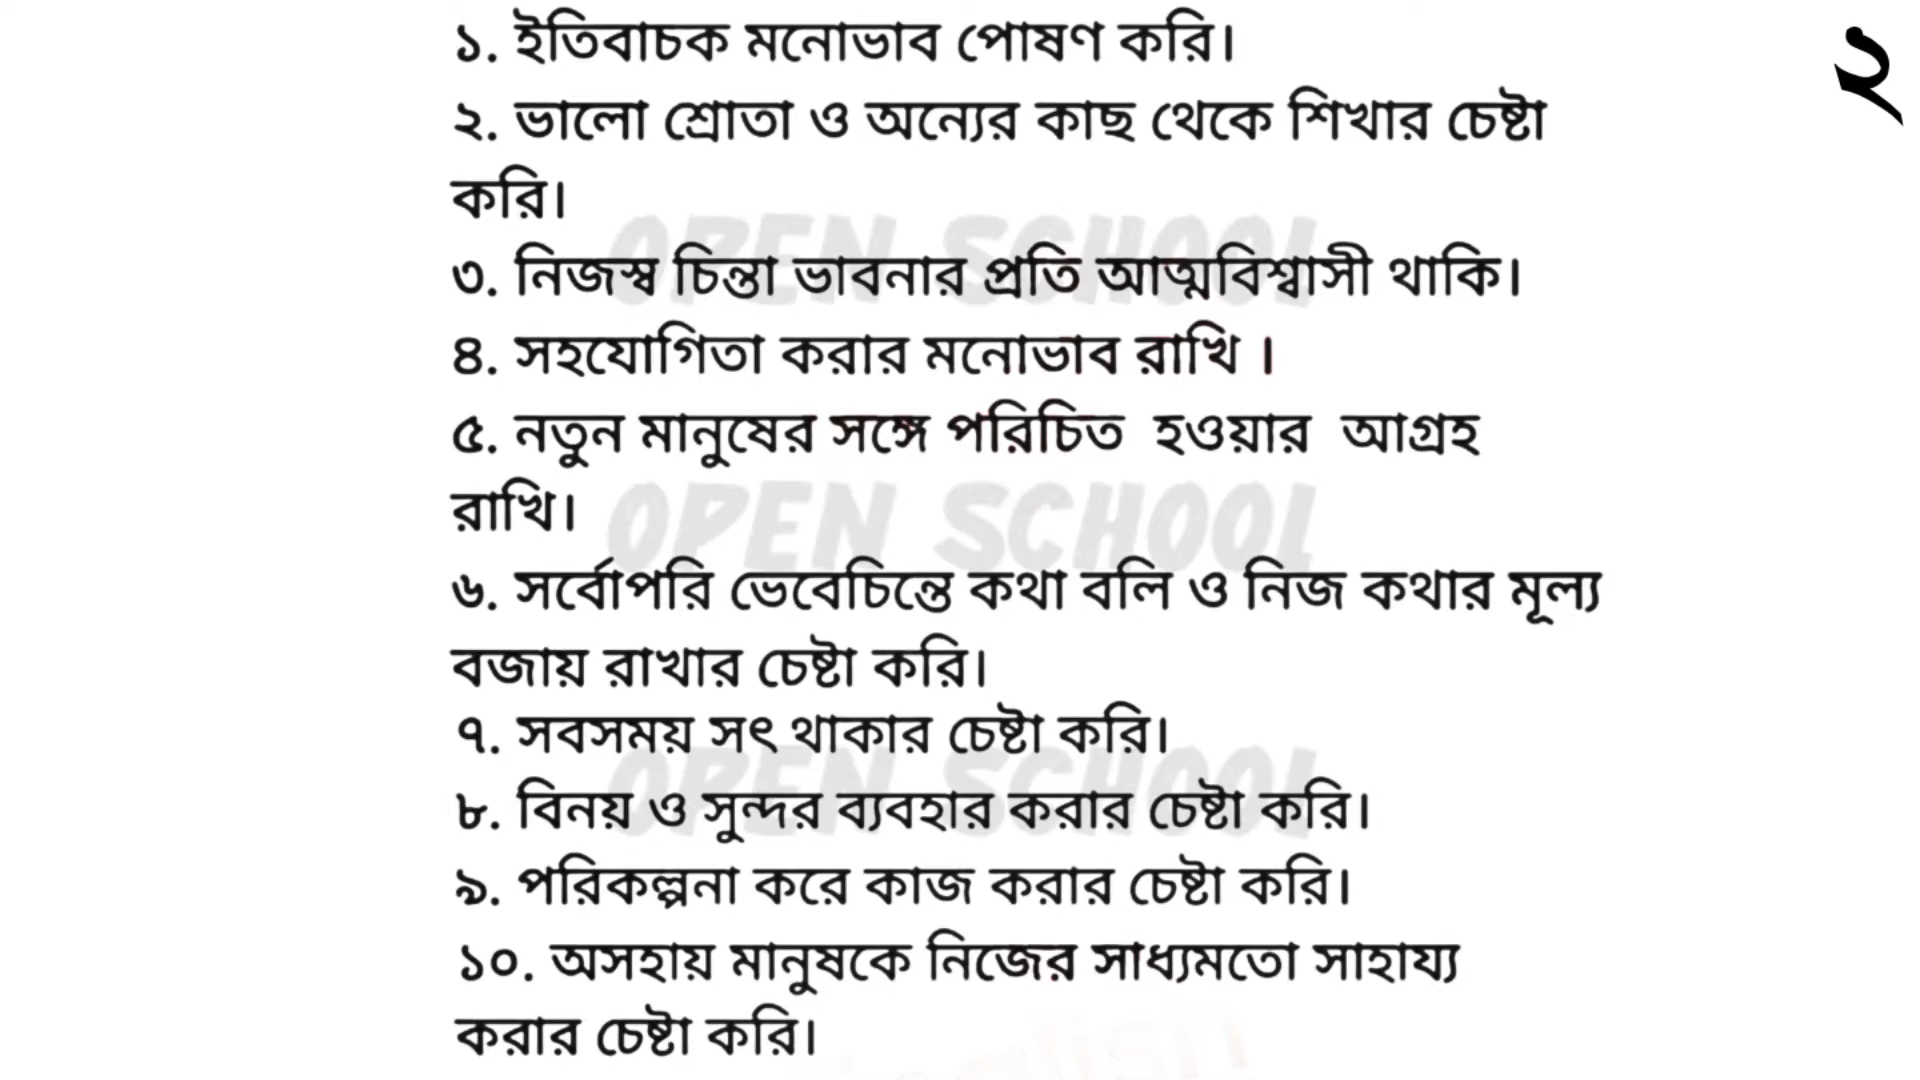 ১. ইতিবাচক মনোভাব পোষণ করি।
২
২. ভালো শ্রোতা ও অন্যের কাছ থেকে শিখার চেষ্টা
করি।
OPEN SCHOOL
৩. নিজস্ব চিন্তা ভাবনার প্রতি আত্মবিশ্বাসী থাকি।
৪. সহযোগিতা করার মনোভাব রাখি ।
৫. নতুন মানুষের সঙ্গে পরিচিত হওয়ার আগ্রহ
রাখি।
OPEN SCHOOL
৬. সর্বোপরি ভেবেচিন্তে কথা বলি ও নিজ কথার মূল্য
বজায় রাখার চেষ্টা করি।
৭. সবসময় সৎ থাকার চেষ্টা করি।
OPEN SCHOOL
৮. বিনয় ও সুন্দর ব্যবহার করার চেষ্টা করি।
৯. পরিকল্পনা করে কাজ করার চেষ্টা করি।
১০. অসহায় মানুষকে নিজের সাধ্যমতো সাহায্য
করার চেষ্টা করি।